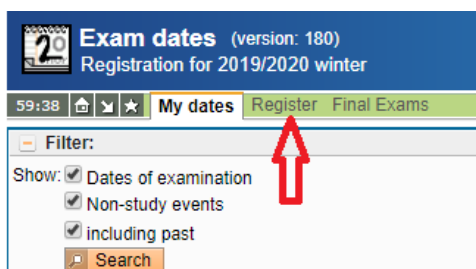 20
Exam dates (version: 180)
Registration for 2019/2020 winter
59:38 My dates Register Final Exams
Filter:
Show: Dates of examination
Non-study events
including past
Search